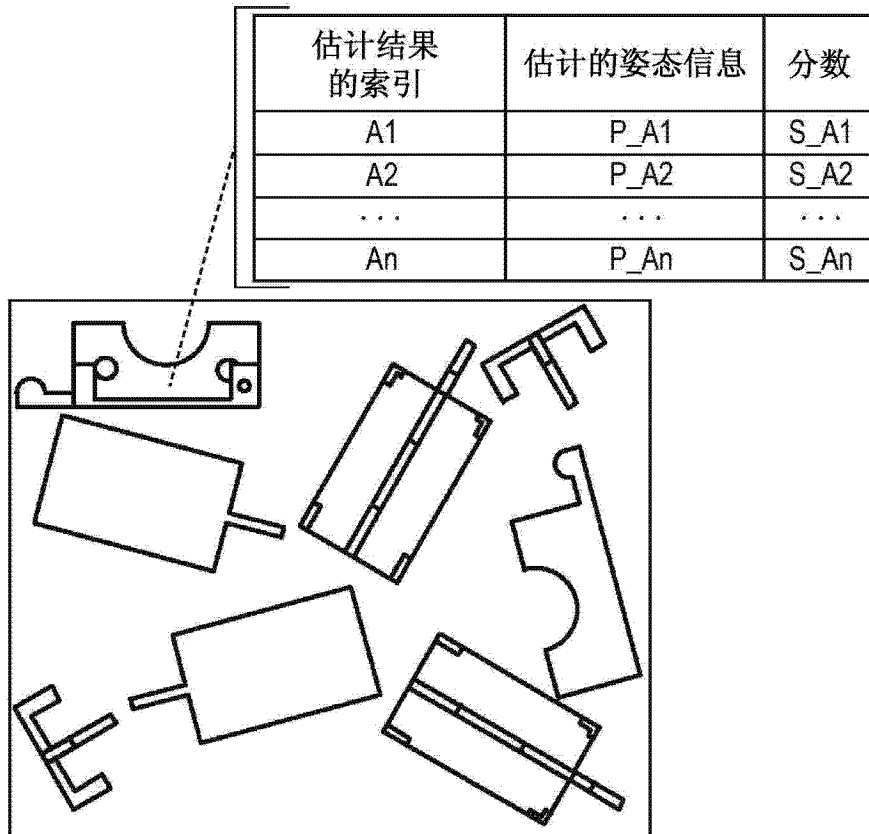 估计结果
的索引
估计的姿态信息
分数
A1 P_A1 S_A1
A2 P_A2 S_A2
··· ··· ···
An P_An S_An